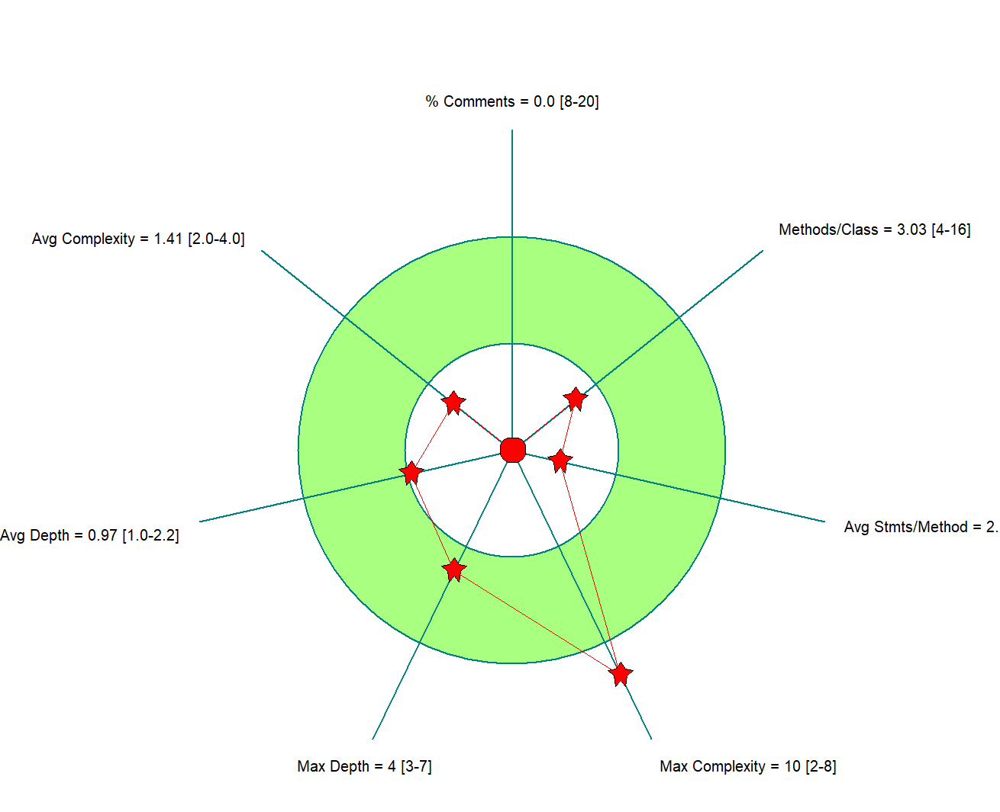 % Comments = 0.0 [8-20]
Methods/Class = 3.03 [4-16]
Avg Complexity = 1.41 [2.0-4.0]
Avg Stmts/Method = 2.
Avg Depth = 0.97 [1.0-2.2]
Max Depth = 4 [3-7]
Max Complexity = 10 [2-8]